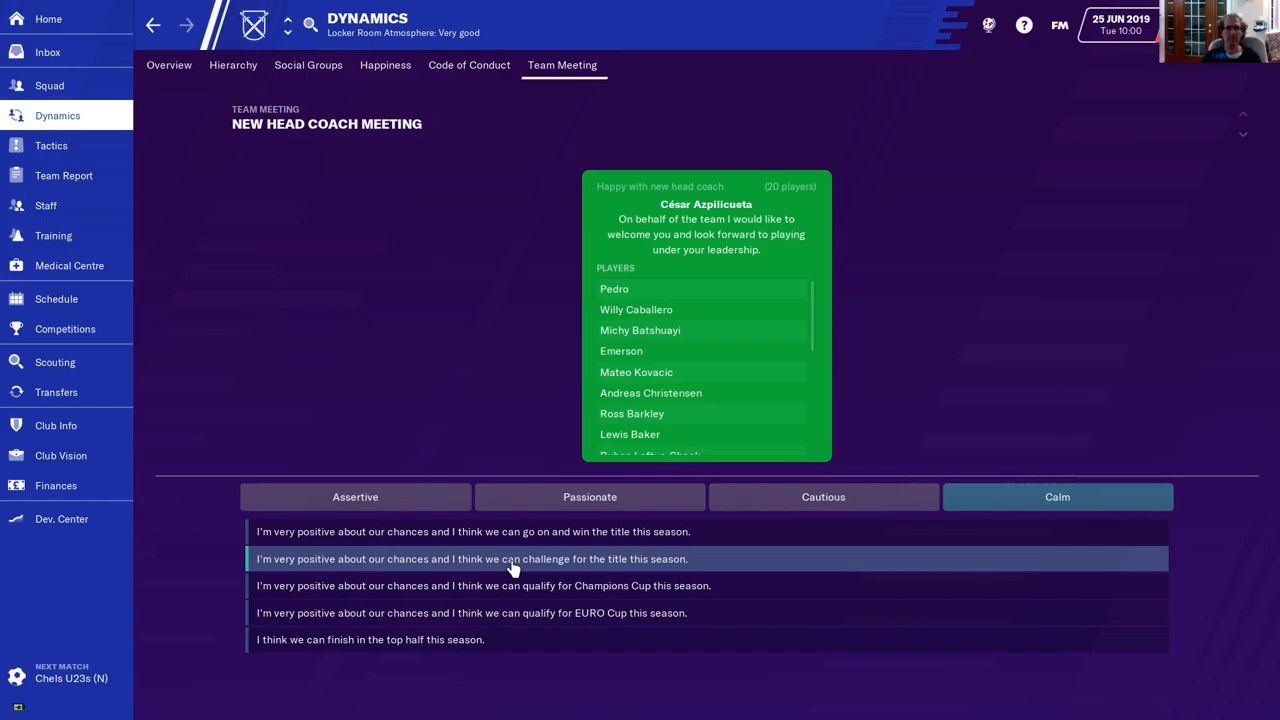 Home
Inbox
Squad
Dynamics
Tactics
Team Report
Staff
Training
Medical Centre
Schedule
Competitions
Scouting
Transfers
Club Info
Club Vision
Finances
Dev. Center
NEXT MATCH
Chels U23s (N)
DYNAMICS
Locker Room Atmosphere: Very good
?
FM
25 JUN 2019
Tue 10:00
Overview
Hierarchy
Social Groups
Happiness
Code of Conduct
Team Meeting
TEAM MEETING
NEW HEAD COACH MEETING
Happy with new head coach (20 players)
César Azpilicueta
On behalf of the team I would like to
welcome you and look forward to playing
under your leadership.
PLAYERS
Pedro
Willy Caballero
Michy Batshuayi
Emerson
Mateo Kovacic
Andreas Christensen
Ross Barkley
Lewis Baker
Assertive
Passionate
Cautious
Calm
I'm very positive about our chances and I think we can go on and win the title this season.
I'm very positive about our chances and I think we can challenge for the title this season.
I'm very positive about our chances and I think we can qualify for Champions Cup this season.
I'm very positive about our chances and I think we can qualify for EURO Cup this season.
I think we can finish in the top half this season.